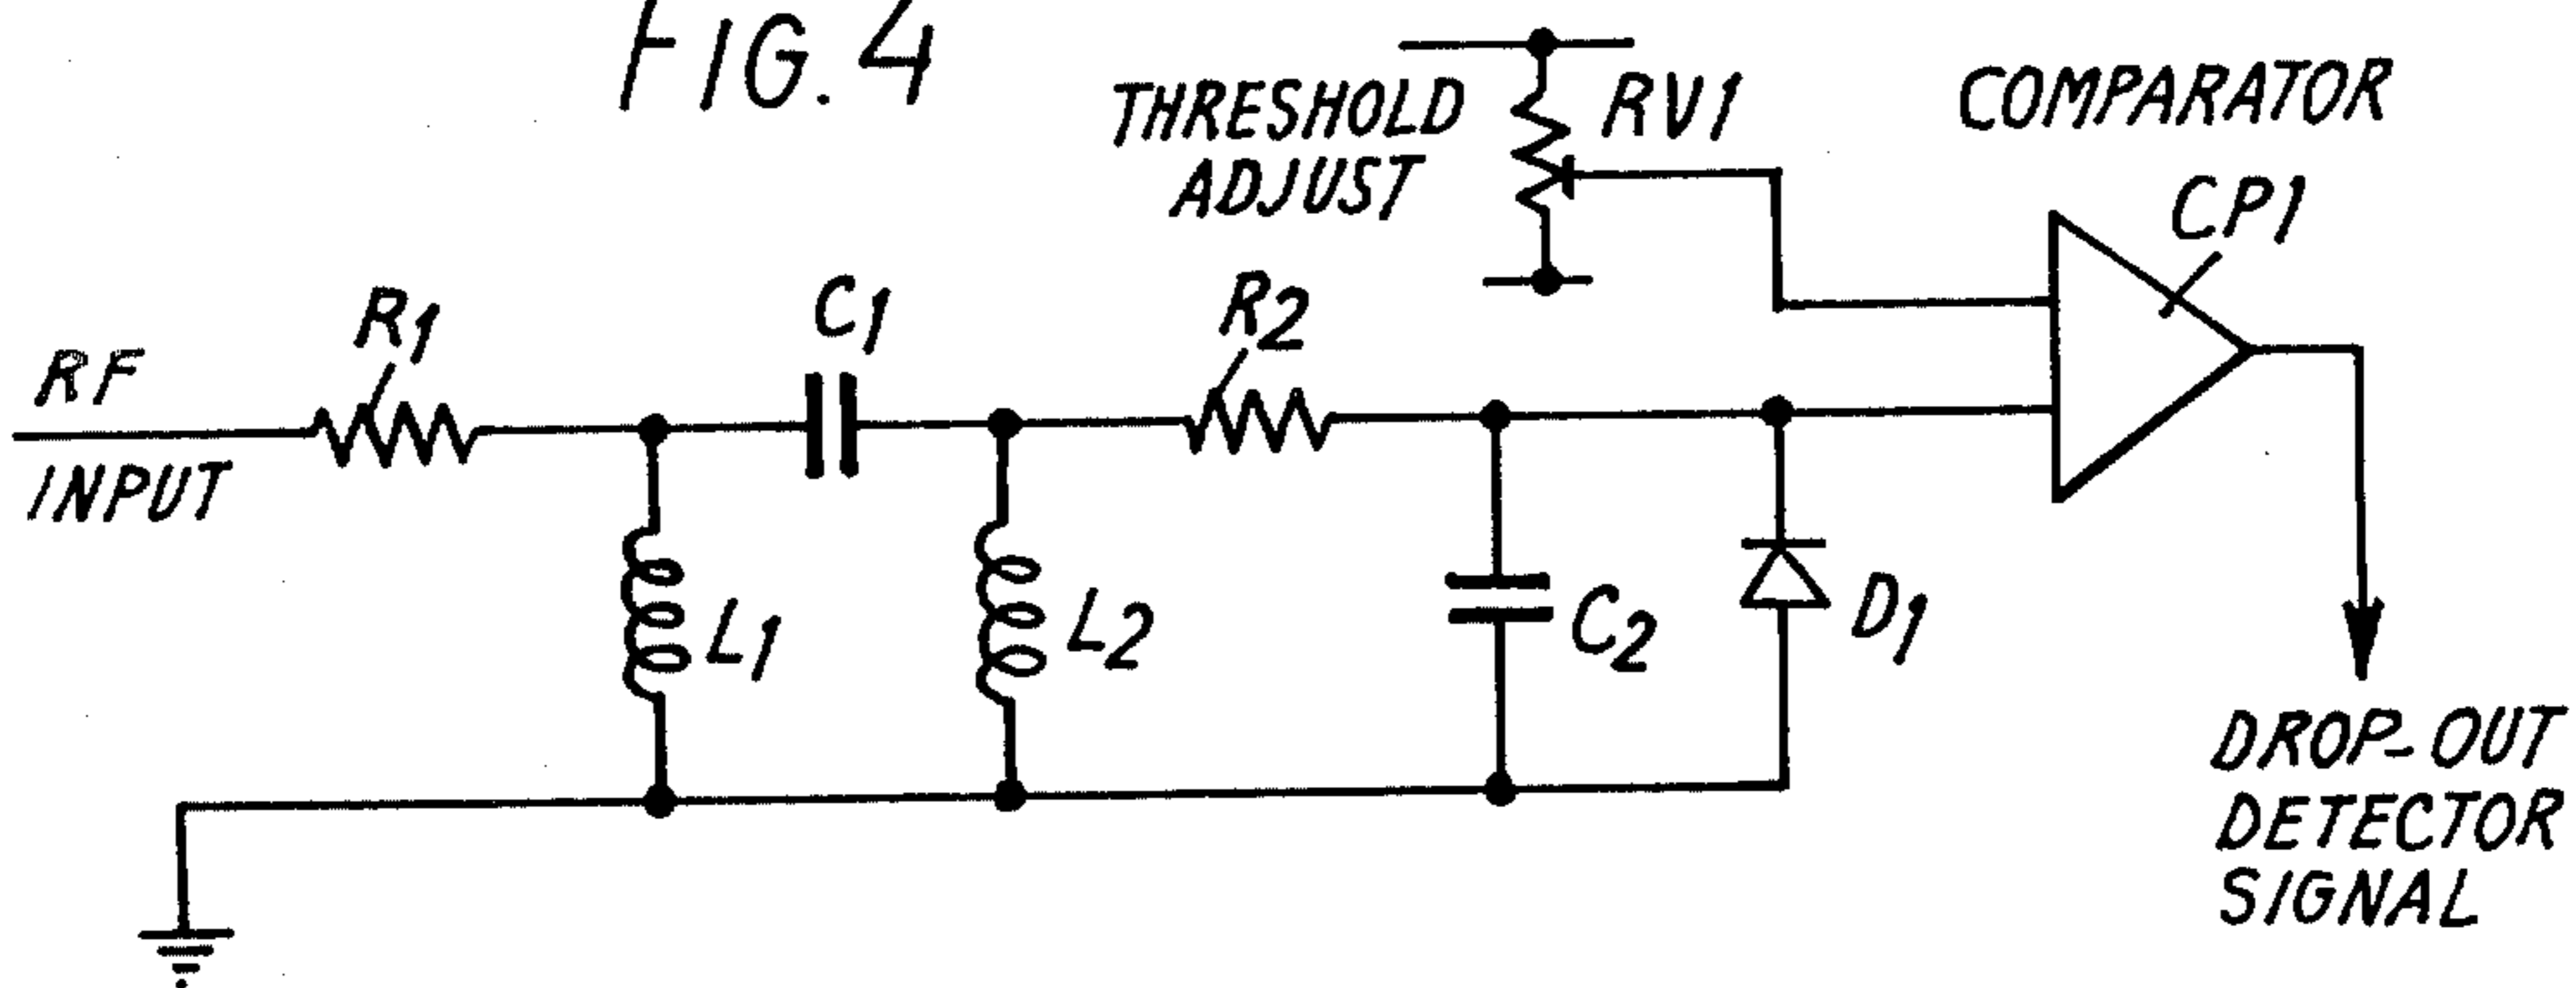 FIG. 4
THRESHOLD
ADJUST
RV1
COMPARATOR
CP1
RF
INPUT
R1
C1
R2
L1
L2
C2
D1
DROP-OUT
DETECTOR
SIGNAL